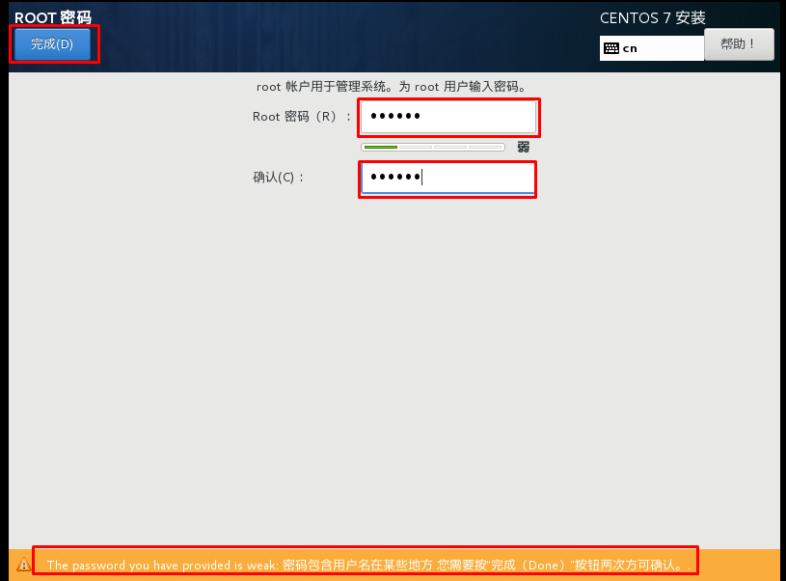 ROOT 密码
CENTOS 7 安装
完成(D)
cn
帮助！
root 帐户用于管理系统。为 root 用户输入密码。
Root 密码（R）：
••••••
弱
确认(C)：
••••••
The password you have provided is weak: 密码包含用户名在某些地方 您需要按"完成（Done）"按钮两次方可确认。.